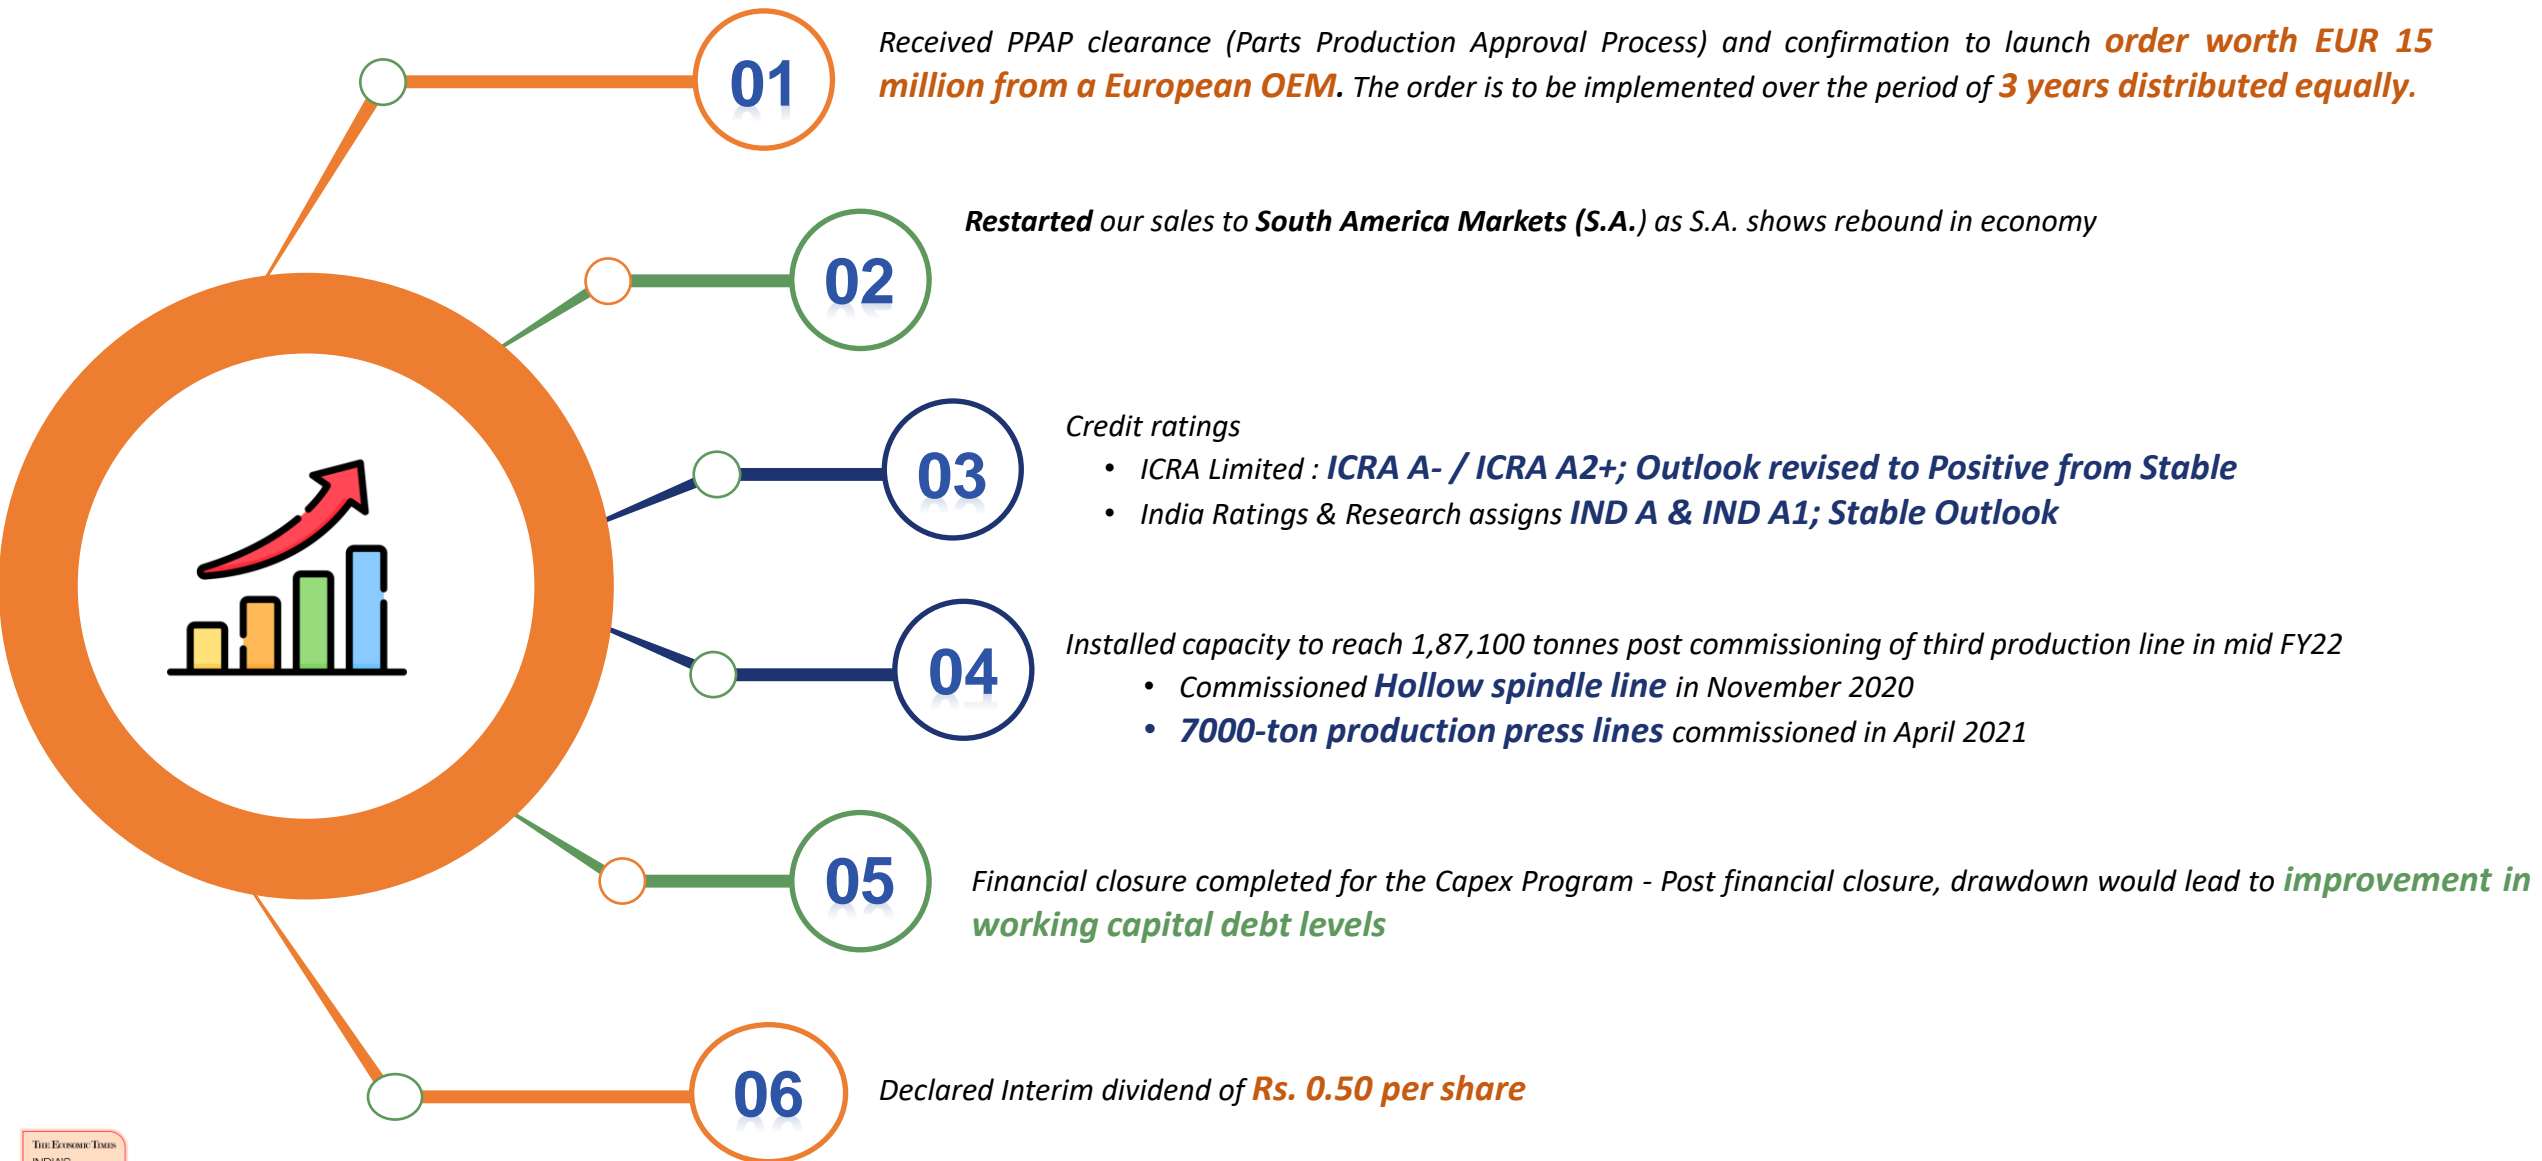 01
Received PPAP clearance (Parts Production Approval Process) and confirmation to launch order worth EUR 15
million from a European OEM. The order is to be implemented over the period of 3 years distributed equally.
02
Restarted our sales to South America Markets (S.A.) as S.A. shows rebound in economy
03
Credit ratings
• ICRA Limited : ICRA A- / ICRA A2+; Outlook revised to Positive from Stable
• India Ratings & Research assigns IND A & IND A1; Stable Outlook
04
Installed capacity to reach 1,87,100 tonnes post commissioning of third production line in mid FY22
• Commissioned Hollow spindle line in November 2020
• 7000-ton production press lines commissioned in April 2021
05
Financial closure completed for the Capex Program - Post financial closure, drawdown would lead to improvement in
working capital debt levels
06
Declared Interim dividend of Rs. 0.50 per share
THE ECONOMIC TIMES